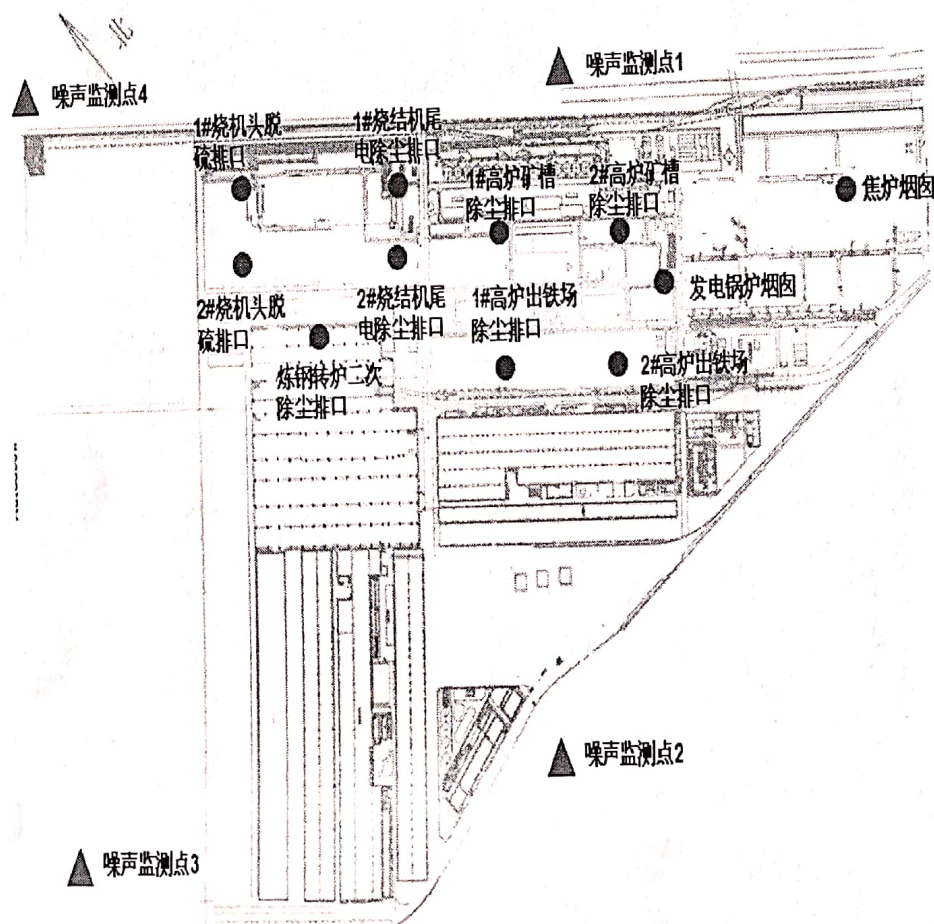 北
噪声监测点1
噪声监测点4
1#烧机头脱
硫排口
1#烧结机尾
电除尘排口
1#高炉矿槽
除尘排口
2#高炉矿槽
除尘排口
焦炉烟囱
2#烧机头脱
硫排口
2#烧结机尾
电除尘排口
1#高炉出铁场
除尘排口
发电锅炉烟囱
炼钢转炉二次
除尘排口
2#高炉出铁场
除尘排口
噪声监测点2
噪声监测点3